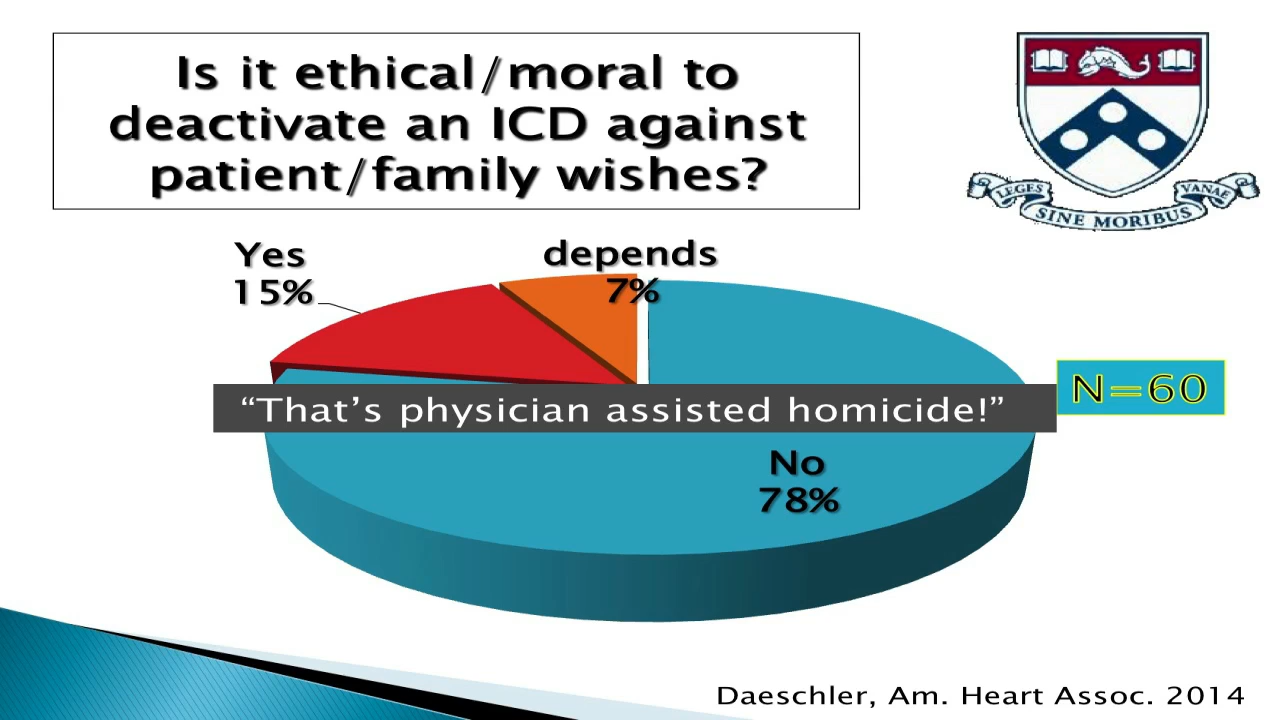 Is it ethical/moral to
deactivate an ICD against
patient/family wishes?
LEGES
SINE MORIBUS
VANAE
Yes
15%
depends
7%
“That’s physician assisted homicide!”
N=60
No
78%
Daeschler, Am. Heart Assoc. 2014